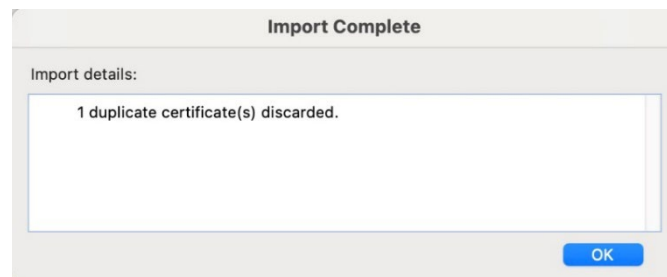 Import Complete
Import details:
1 duplicate certificate(s) discarded.
OK